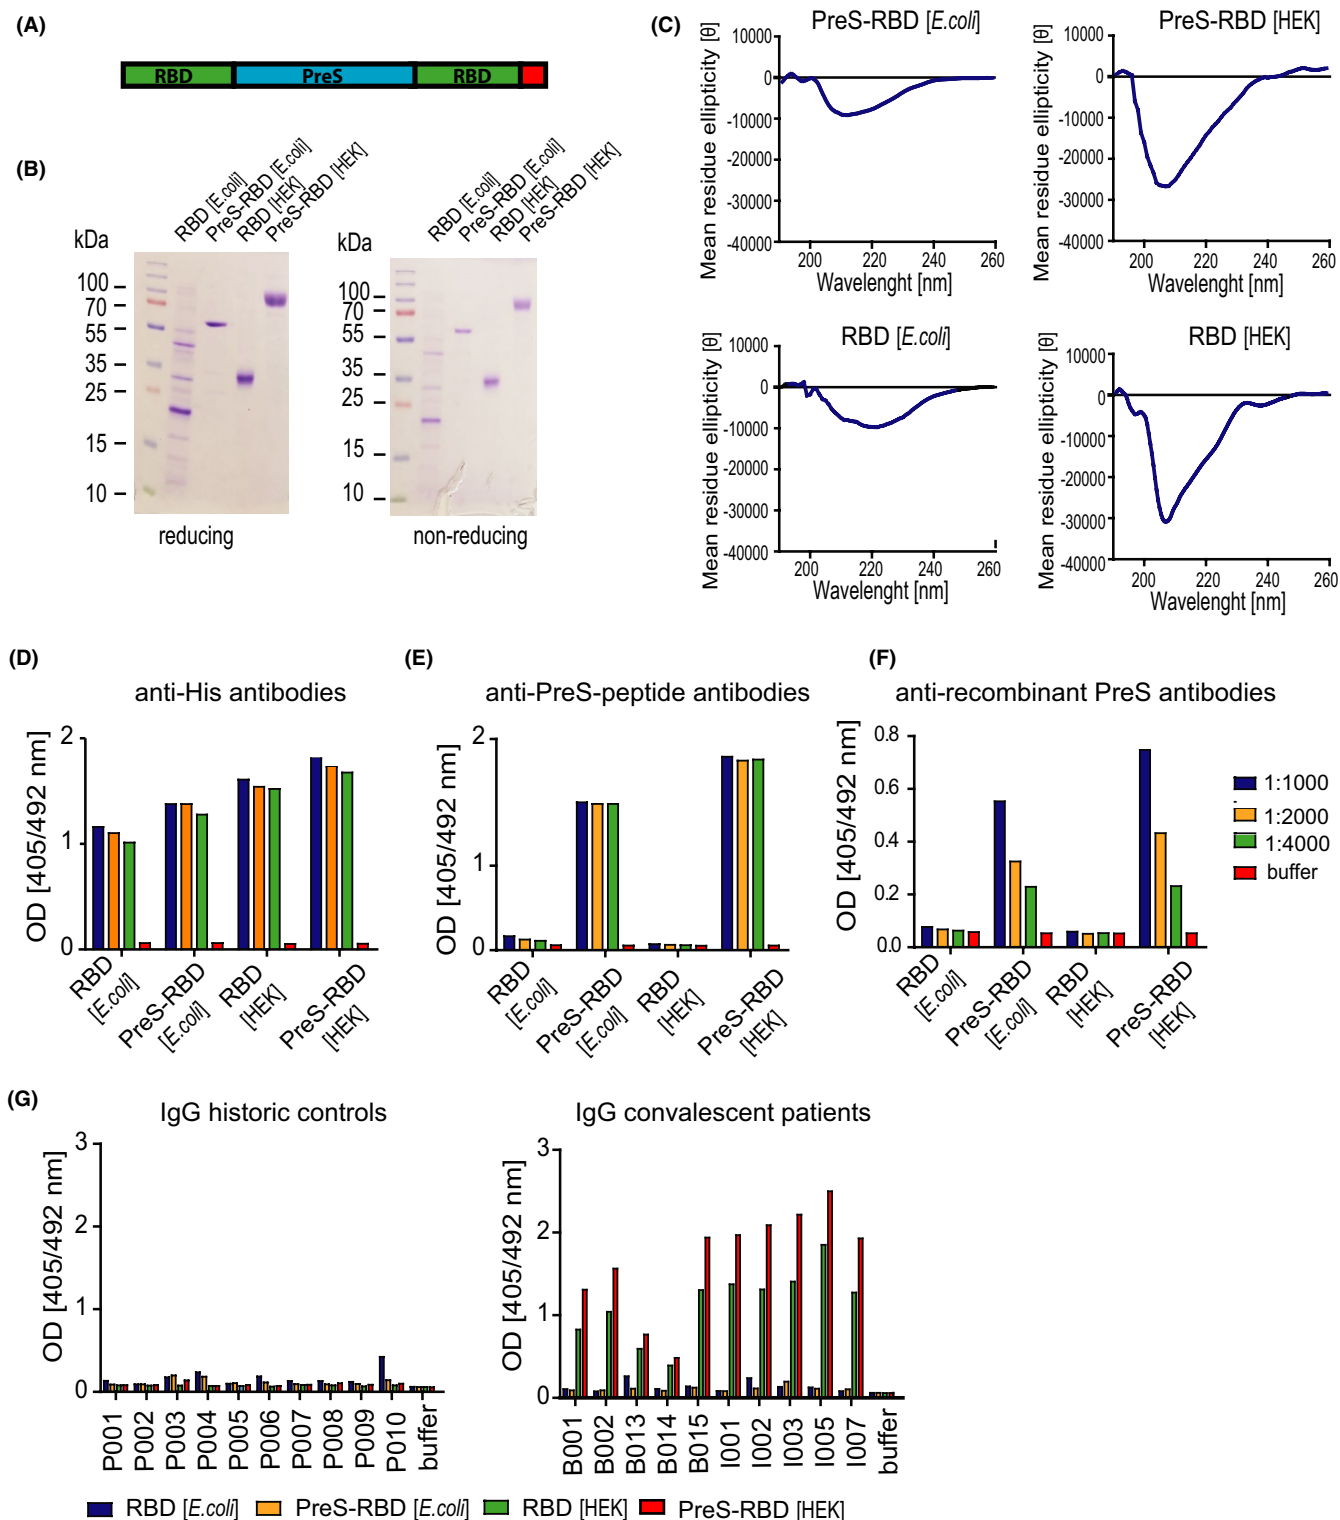 (A)
RBD PreS RBD
(B)
RBD [E.coli]
PreS-RBD [E.coli]
RBD [HEK]
PreS-RBD [HEK]
kDa
100
70
55
35
25
15
10
reducing
RBD [E.coli]
PreS-RBD [E.coli]
RBD [HEK]
PreS-RBD [HEK]
kDa
100
70
55
35
25
15
10
non-reducing
(C)
PreS-RBD [E.coli]
Mean residue ellipticity [θ]
10000
0
-10000
-20000
-30000
-40000
200 220 240 260
Wavelenght [nm]
PreS-RBD [HEK]
Mean residue ellipticity [θ]
10000
0
-10000
-20000
-30000
-40000
200 220 240 260
Wavelenght [nm]
RBD [E.coli]
Mean residue ellipticity [θ]
10000
0
-10000
-20000
-30000
-40000
200 220 240 260
Wavelenght [nm]
RBD [HEK]
Mean residue ellipticity [θ]
10000
0
-10000
-20000
-30000
-40000
200 220 240 260
Wavelenght [nm]
(D)
anti-His antibodies
OD [405/492 nm]
2
1
0
RBD
[E.coli]
PreS-RBD
[E.coli]
RBD
[HEK]
PreS-RBD
[HEK]
(E)
anti-PreS-peptide antibodies
OD [405/492 nm]
2
1
0
RBD
[E.coli]
PreS-RBD
[E.coli]
RBD
[HEK]
PreS-RBD
[HEK]
(F)
anti-recombinant PreS antibodies
OD [405/492 nm]
0.8
0.6
0.4
0.2
0.0
RBD
[E.coli]
PreS-RBD
[E.coli]
RBD
[HEK]
PreS-RBD
[HEK]
1:1000
1:2000
1:4000
buffer
(G)
IgG historic controls
OD [405/492 nm]
3
2
1
0
P001
P002
P003
P004
P005
P006
P007
P008
P009
P010
buffer
IgG convalescent patients
OD [405/492 nm]
3
2
1
0
B001
B002
B013
B014
B015
I001
I002
I003
I005
I007
buffer
RBD [E.coli] PreS-RBD [E.coli] RBD [HEK] PreS-RBD [HEK]